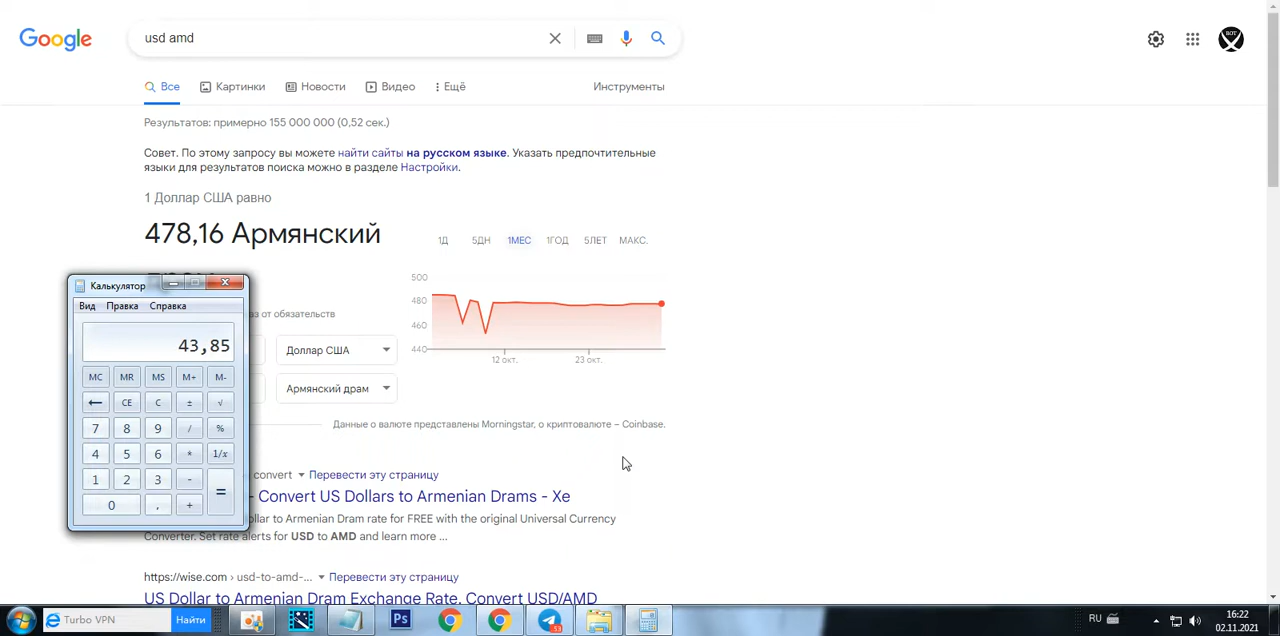 Google
usd amd
Все
Картинки
Новости
Видео
Ещё
Инструменты
Результатов: примерно 155 000 000 (0,52 сек.)
Совет. По этому запросу вы можете найти сайты на русском языке. Указать предпочтительные
языки для результатов поиска можно в разделе Настройки.
1 Доллар США равно
478,16 Армянский
1Д 5ДН 1МЕС 1ГОД 5ЛЕТ МАКС.
500
480
460
440
12 окт. 23 окт.
аз от обязательств
Доллар США
Армянский драм
Данные о валюте представлены Morningstar, о криптовалюте – Coinbase.
Калькулятор
Вид Правка Справка
43,85
MC MR MS M+ M-
← CE C ± √
7 8 9 / %
4 5 6 * 1/x
1 2 3 - =
0 , +
convert Перевести эту страницу
- Convert US Dollars to Armenian Drams - Xe
ollar to Armenian Dram rate for FREE with the original Universal Currency
Converter. Set rate alerts for USD to AMD and learn more ...
https://wise.com › usd-to-amd-... Перевести эту страницу
US Dollar to Armenian Dram Exchange Rate. Convert USD/AMD
Turbo VPN
Найти
Ps
RU
16:22
02.11.2021